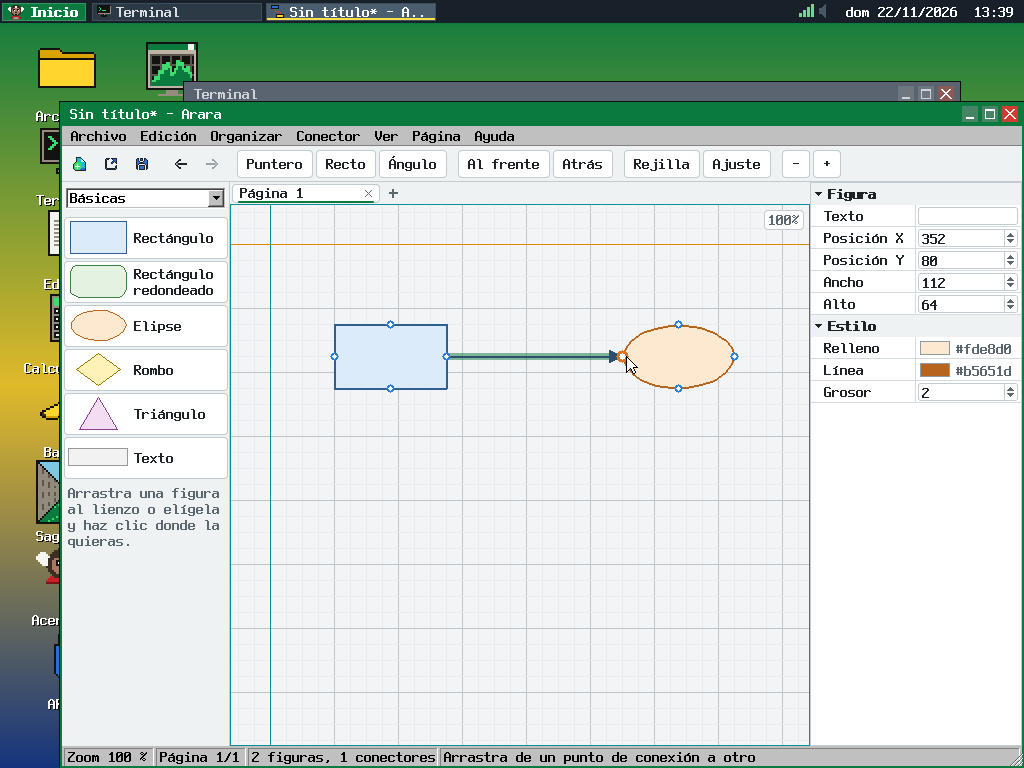 Inicio
Terminal
Sin título* - A..
dom 22/11/2026
13:39
Terminal
Sin título* - Arara
Archivo Edición Organizar Conector Ver Página Ayuda
Puntero Recto Ángulo Al frente Atrás Rejilla Ajuste - +
Básicas
Rectángulo
Rectángulo
redondeado
Elipse
Rombo
Triángulo
Texto
Arrastra una figura
al lienzo o elígela
y haz clic donde la
quieras.
Página 1
100%
Figura
Texto
Posición X 352
Posición Y 80
Ancho 112
Alto 64
Estilo
Relleno #fde8d0
Línea #b5651d
Grosor 2
Zoom 100 % Página 1/1 2 figuras, 1 conectores Arrastra de un punto de conexión a otro